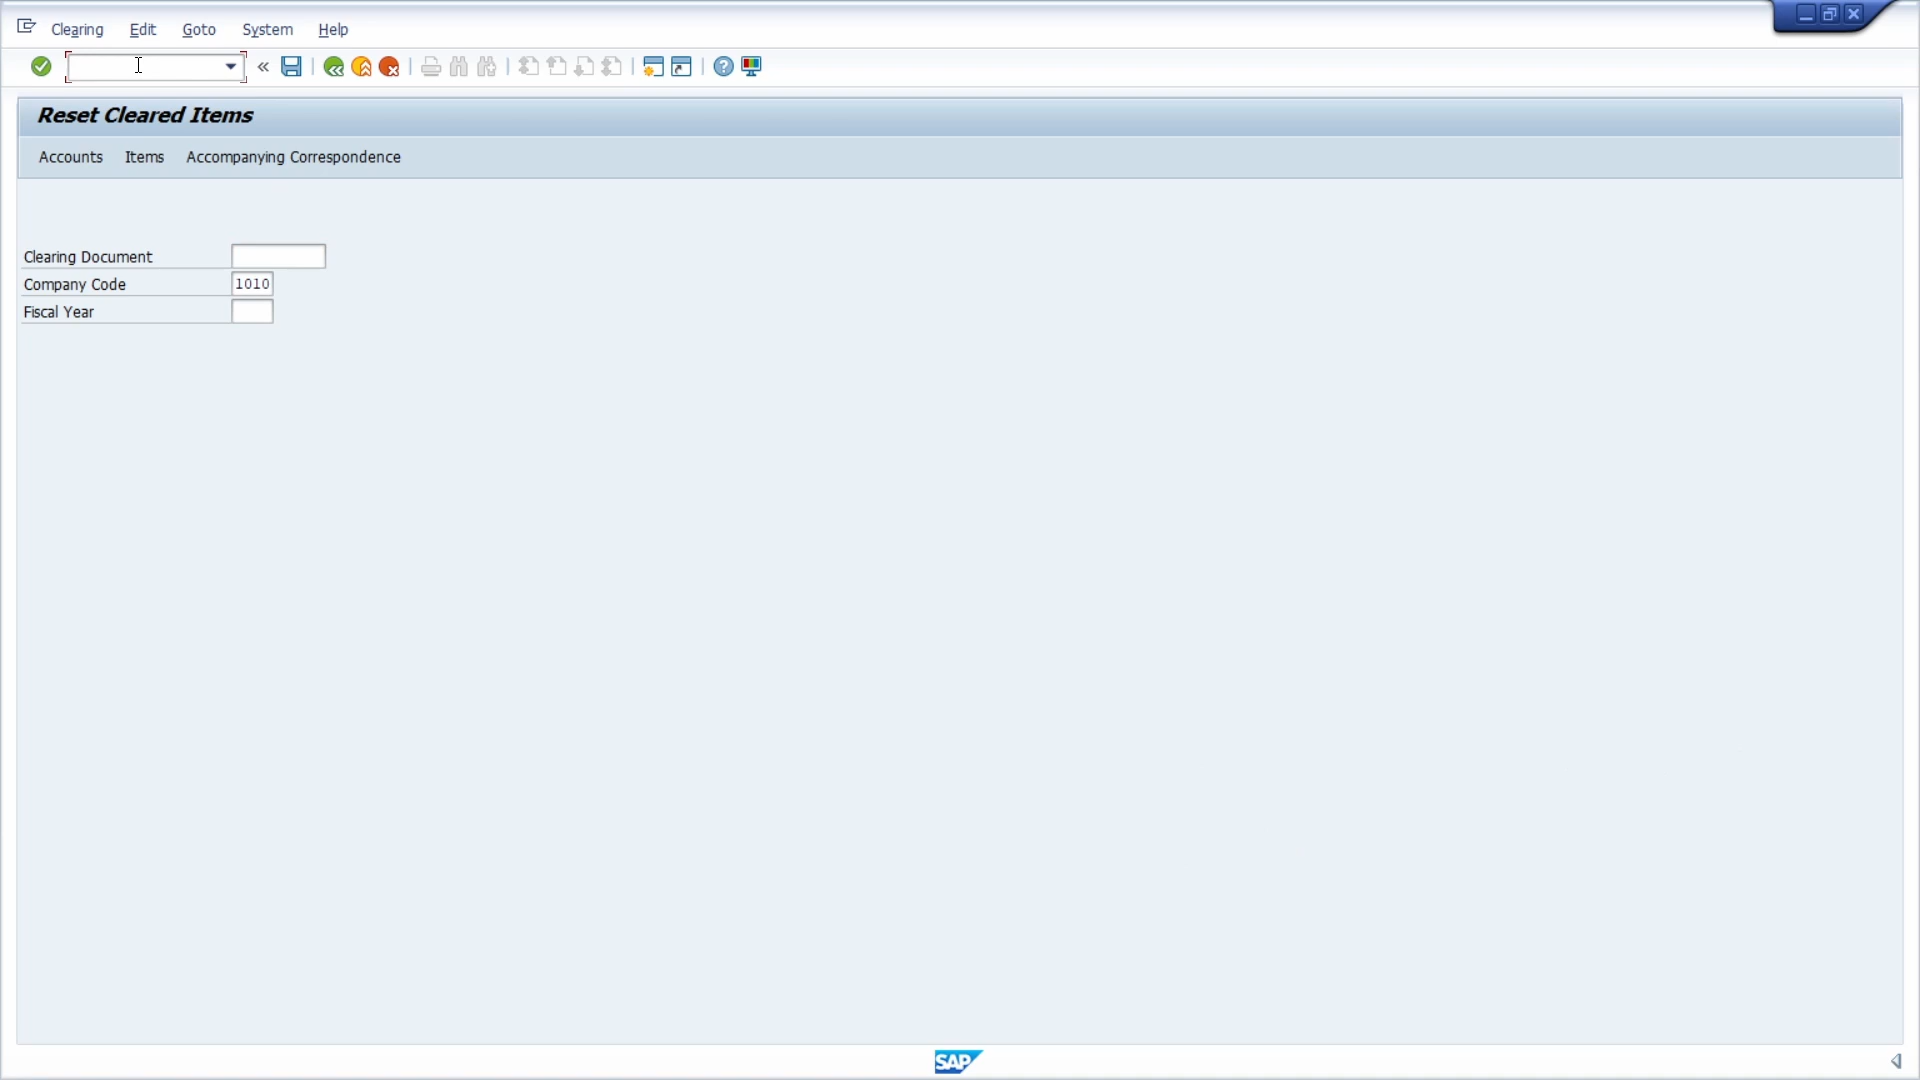 Clearing Edit Goto System Help
Reset Cleared Items
Accounts Items Accompanying Correspondence
Clearing Document
Company Code 1010
Fiscal Year
SAP